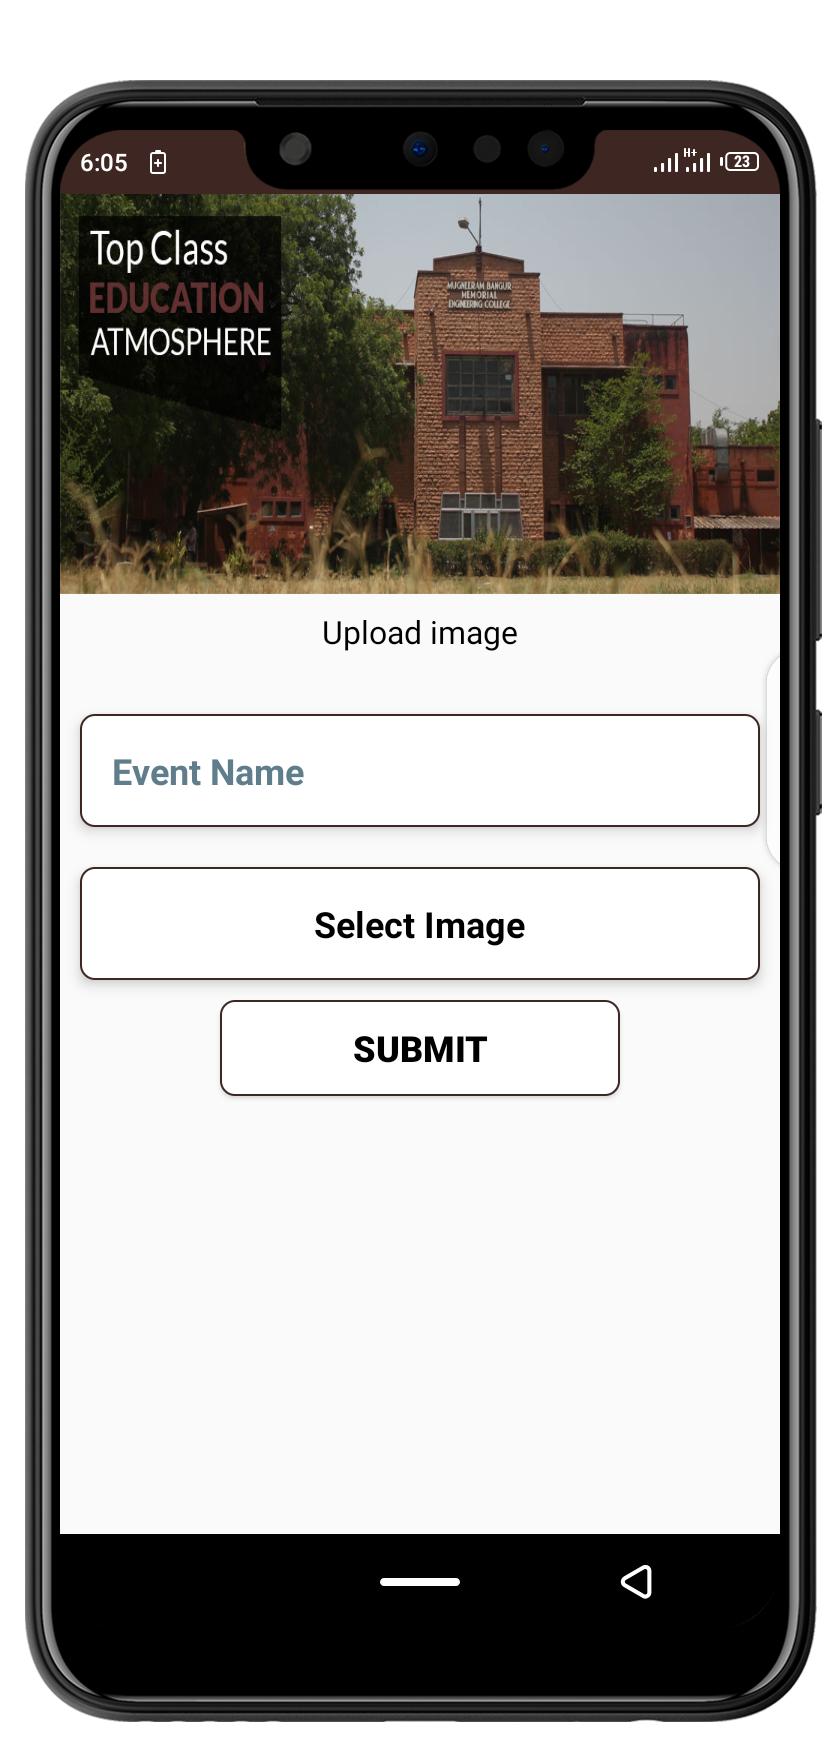 6:05
H+
23
Top Class
EDUCATION
ATMOSPHERE
MUGNEERAM BANGUR
MEMORIAL
ENGINEERING COLLEGE
Upload image
Event Name
Select Image
SUBMIT